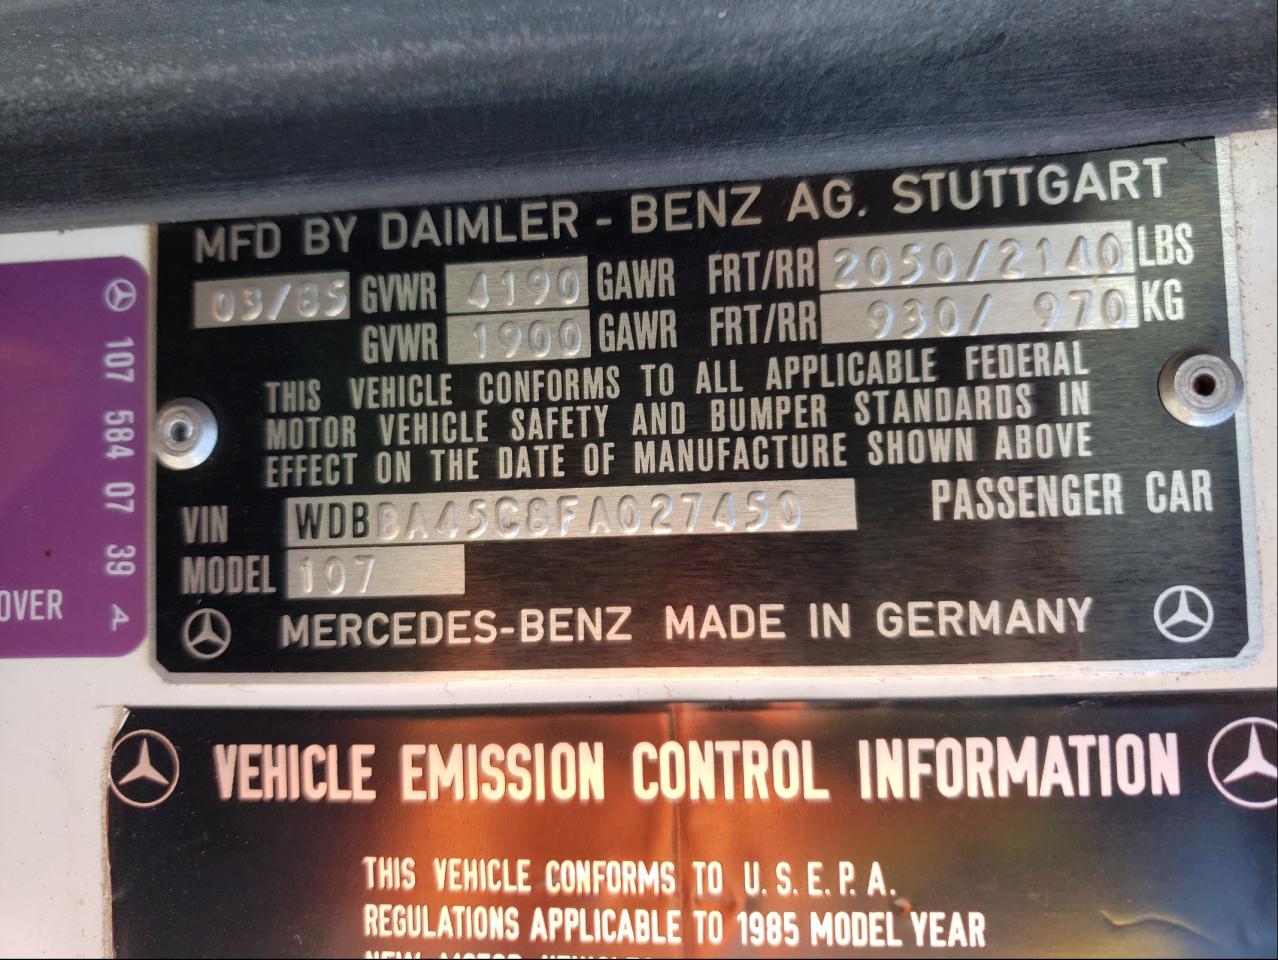 MFD BY DAIMLER - BENZ AG. STUTTGART
03/85 GVWR 4190 GAWR FRT/RR 2050/2140 LBS
GVWR 1900 GAWR FRT/RR 930/ 970 KG
THIS VEHICLE CONFORMS TO ALL APPLICABLE FEDERAL
MOTOR VEHICLE SAFETY AND BUMPER STANDARDS IN
EFFECT ON THE DATE OF MANUFACTURE SHOWN ABOVE
VIN WDBBA45C8FA027450 PASSENGER CAR
MODEL 107
MERCEDES-BENZ MADE IN GERMANY
107 584 07 39 A
OVER
VEHICLE EMISSION CONTROL INFORMATION
THIS VEHICLE CONFORMS TO U.S.E.P.A.
REGULATIONS APPLICABLE TO 1985 MODEL YEAR
NEW MOTOR VEHICLES